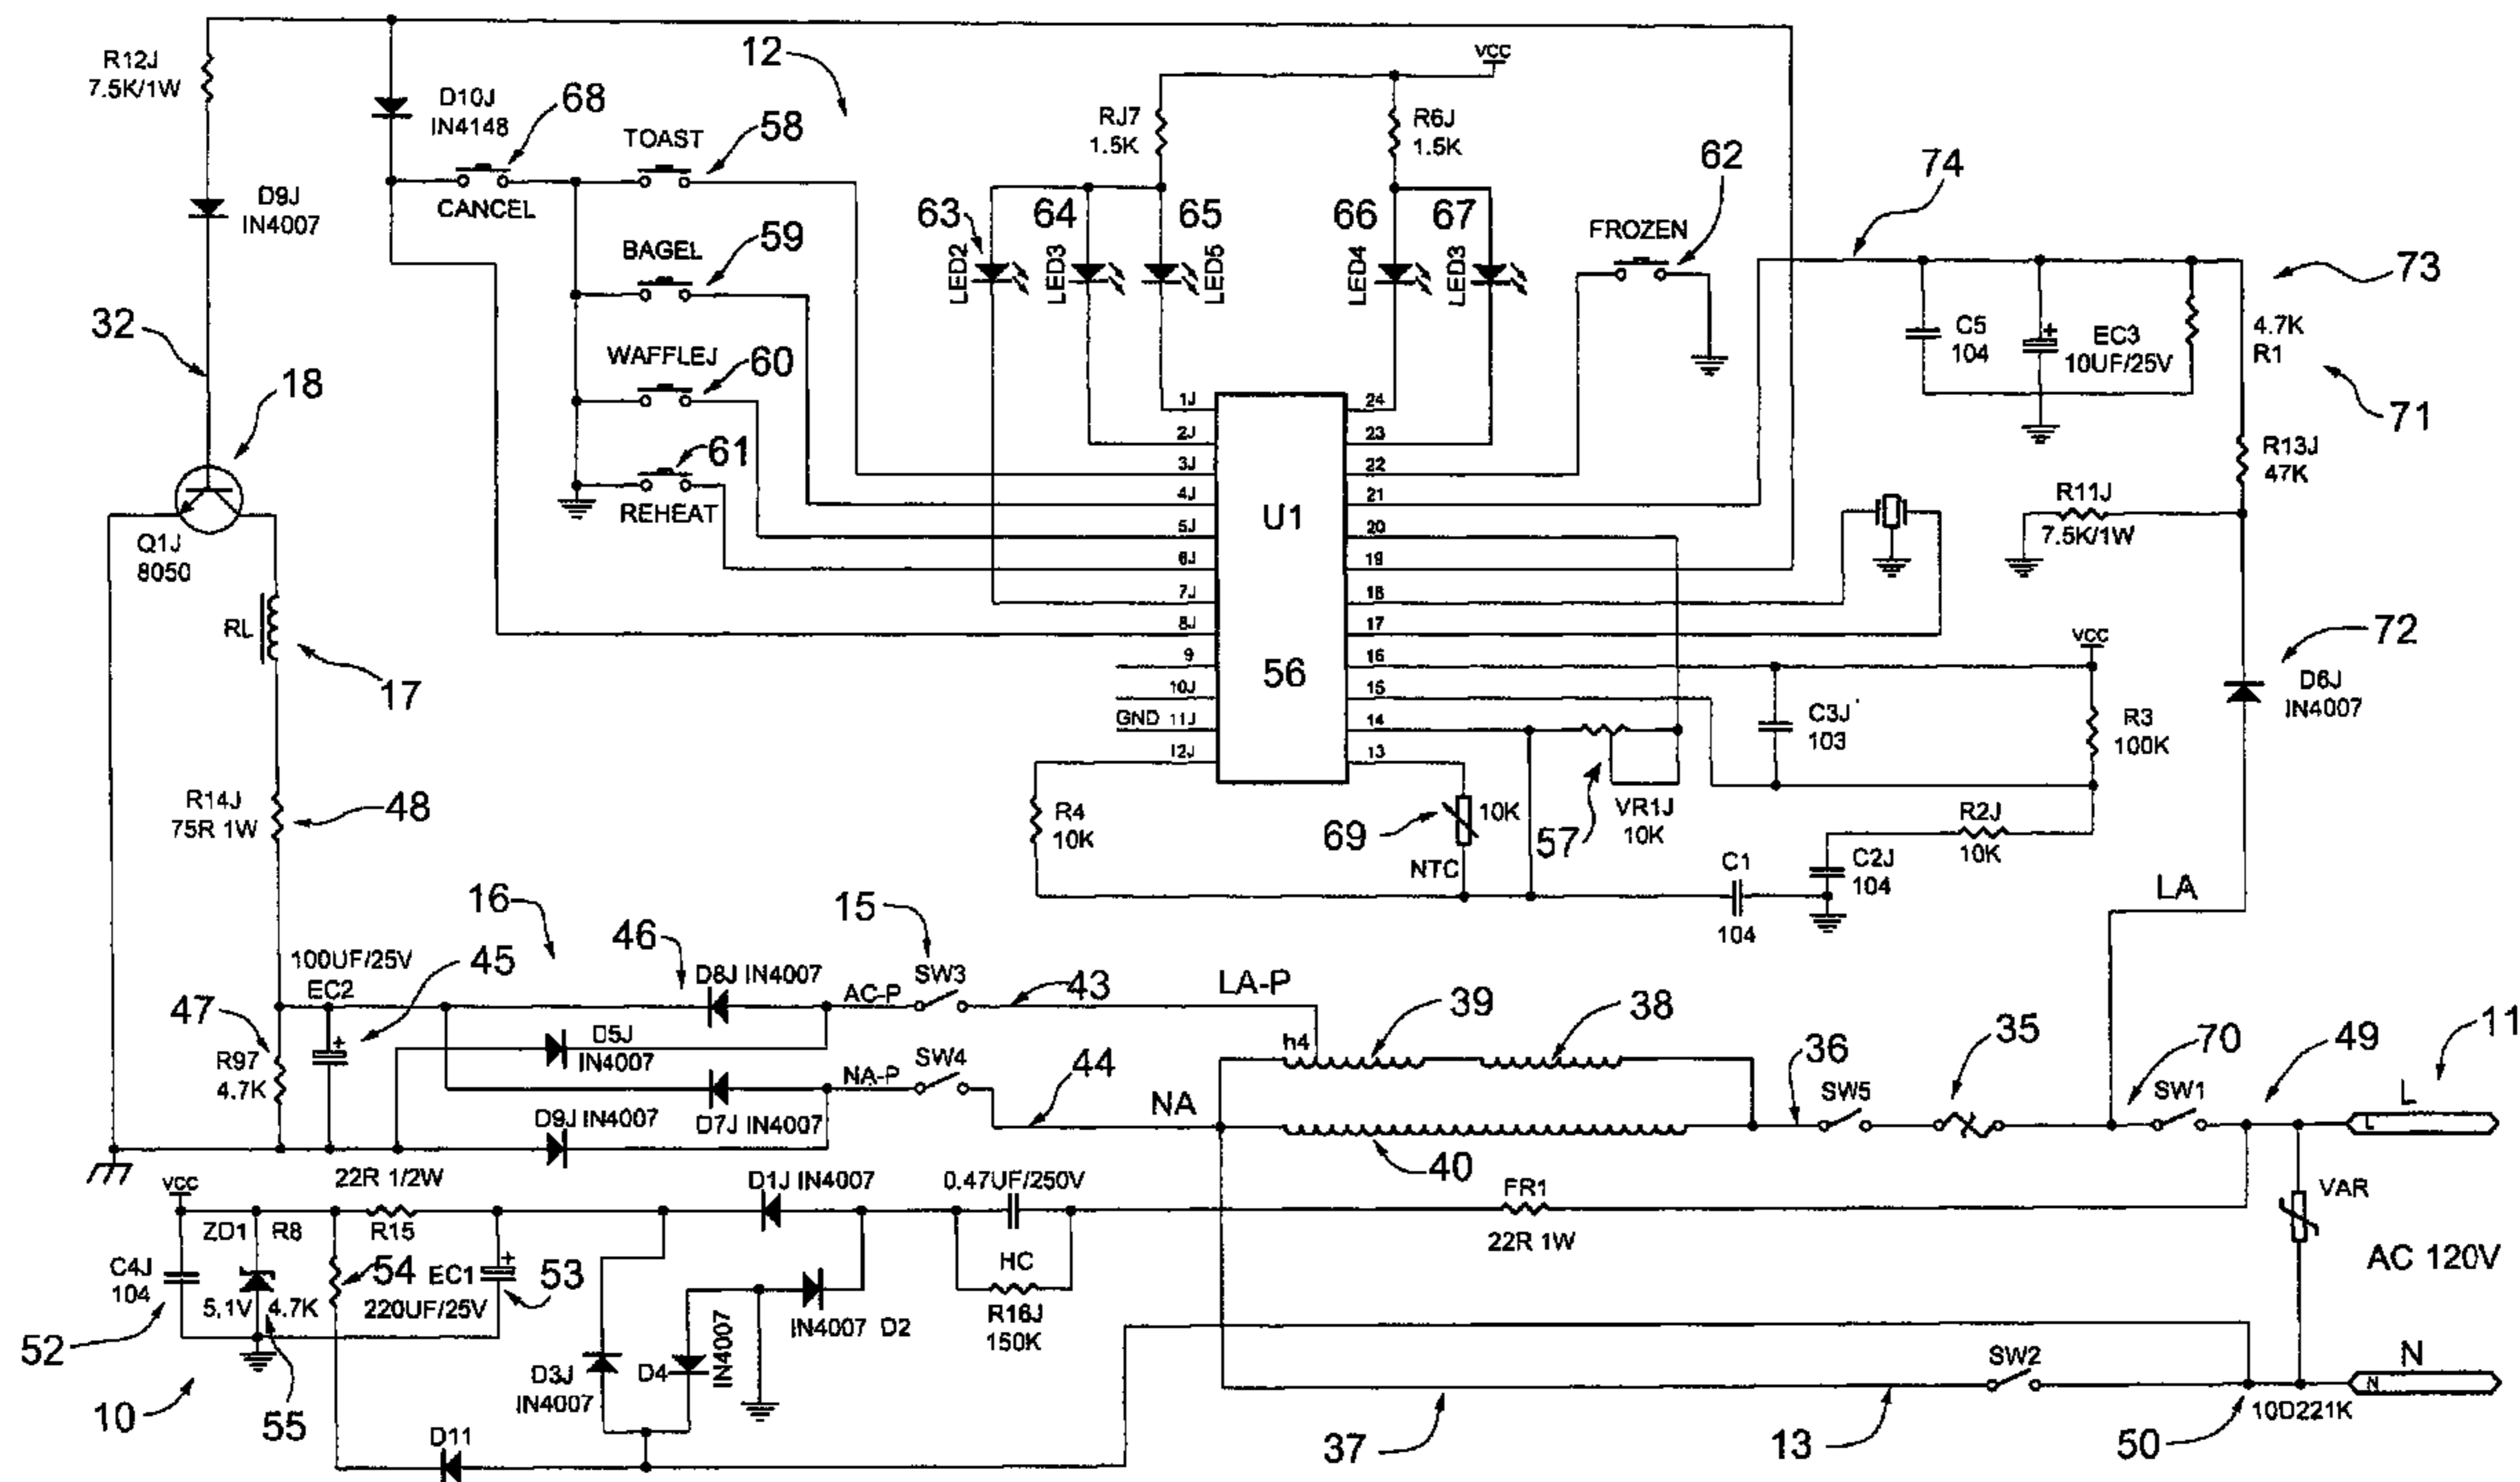 R12J
7.5K/1W
D9J
IN4007
32
18
Q1J
8050
RL
17
R14J
75R 1W
48
D10J
IN4148
68
CANCEL
TOAST
58
BAGEL
59
WAFFLEJ
60
61
REHEAT
12
VCC
RJ7
1.5K
R6J
1.5K
63
64
65
66
67
LED2
LED3
LED5
LED4
LED3
FROZEN
62
74
73
C5
104
EC3
10UF/25V
4.7K
R1
71
R13J
47K
R11J
7.5K/1W
72
D6J
IN4007
U1
56
1J
2J
3J
4J
5J
6J
7J
8J
9
10J
GND 11J
12J
24
23
22
21
20
19
18
17
16
15
14
13
VCC
C3J
103
R3
100K
R2J
10K
C2J
104
C1
104
R4
10K
69
10K
NTC
57
VR1J
10K
LA
16
46
15
100UF/25V
EC2
45
D8J IN4007
AC-P
SW3
43
LA-P
47
R97
4.7K
D5J
IN4007
NA-P
SW4
44
NA
D9J IN4007
D7J IN4007
h4
39
38
40
36
SW5
35
70
SW1
49
L
L
11
VCC
22R 1/2W
ZD1
R8
R15
C4J
104
5,1V
4.7K
54
EC1
220UF/25V
53
52
10
55
D11
D1J IN4007
0.47UF/250V
HC
R16J
150K
IN4007 D2
D3J
IN4007
D4
IN4007
FR1
22R 1W
VAR
AC 120V
SW2
N
N
10D221K
37
13
50